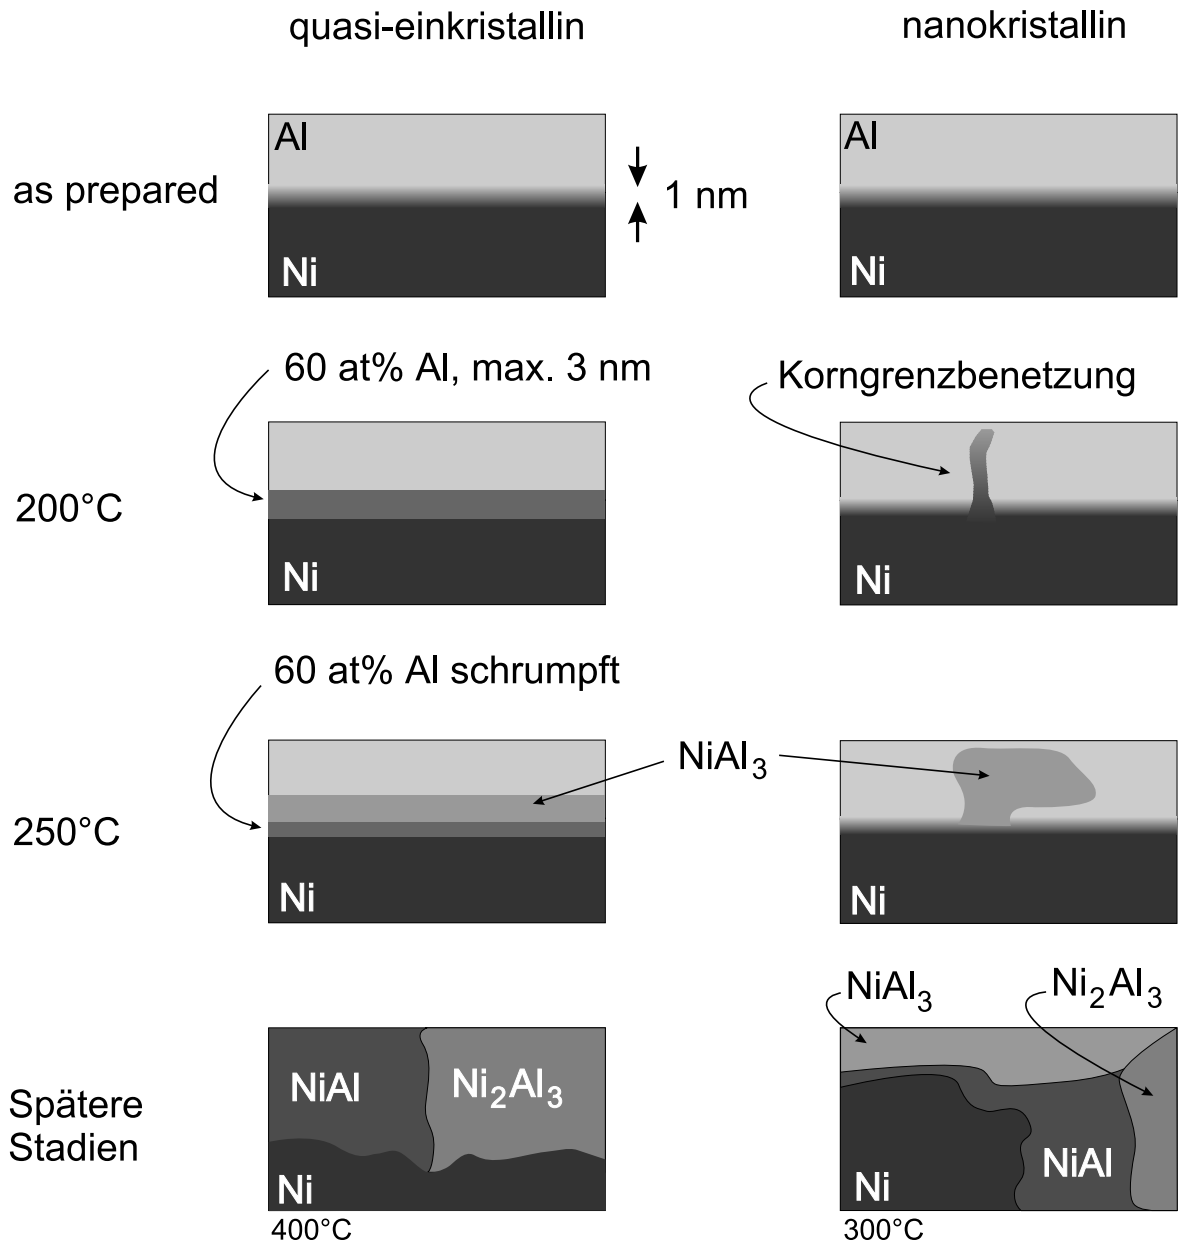 quasi-einkristallin
nanokristallin
as prepared
Al
Ni
1 nm
Al
Ni
60 at% Al, max. 3 nm
Korngrenzbenetzung
200°C
Ni
Ni
60 at% Al schrumpft
NiAl₃
250°C
Ni
Ni
NiAl₃
Ni₂Al₃
Spätere
Stadien
NiAl
Ni₂Al₃
Ni
400°C
Ni
NiAl
300°C